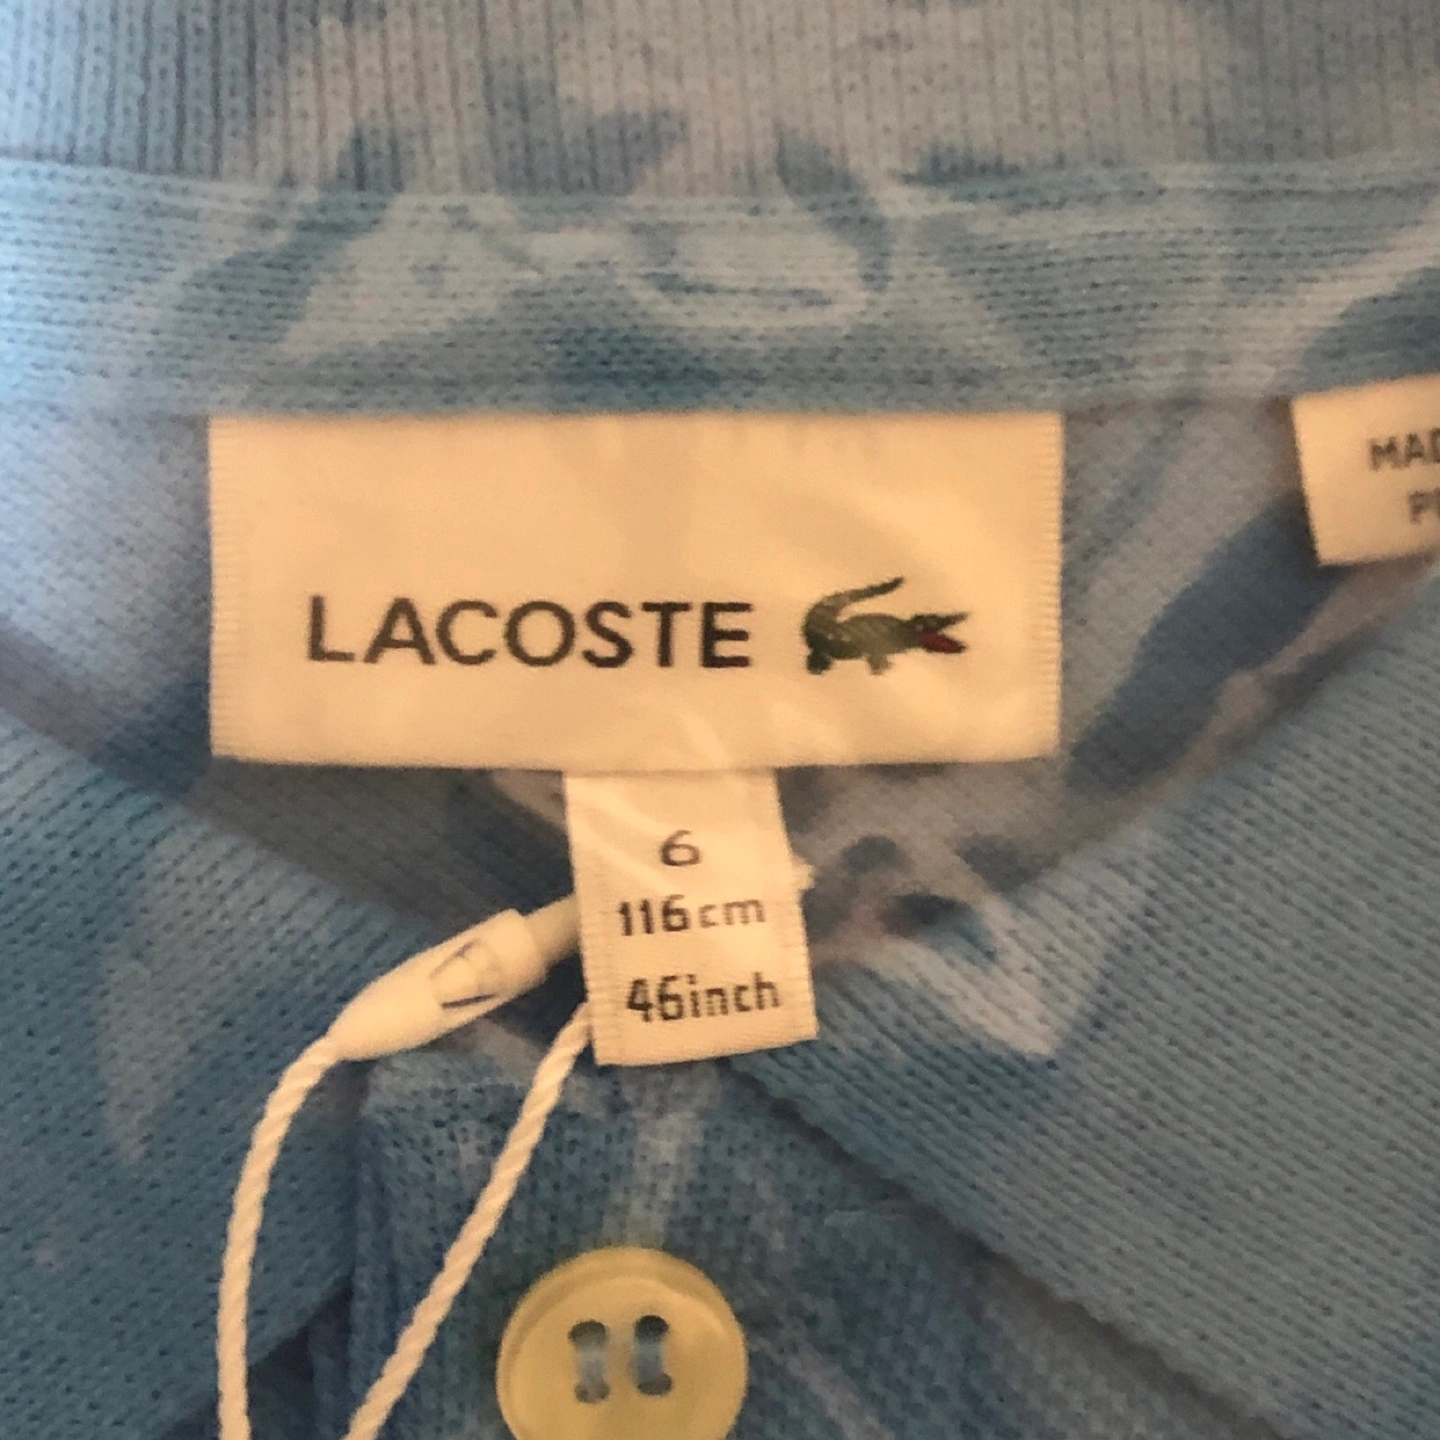 LACOSTE
6
116cm
46inch